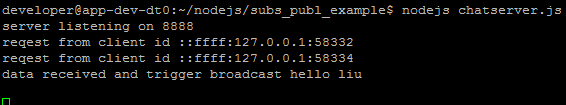 developer@app-dev-dt0:~/nodejs/subs_publ_example$ nodejs chatserver.js
server listening on 8888
reqest from client id ::ffff:127.0.0.1:58332
reqest from client id ::ffff:127.0.0.1:58334
data received and trigger broadcast hello liu